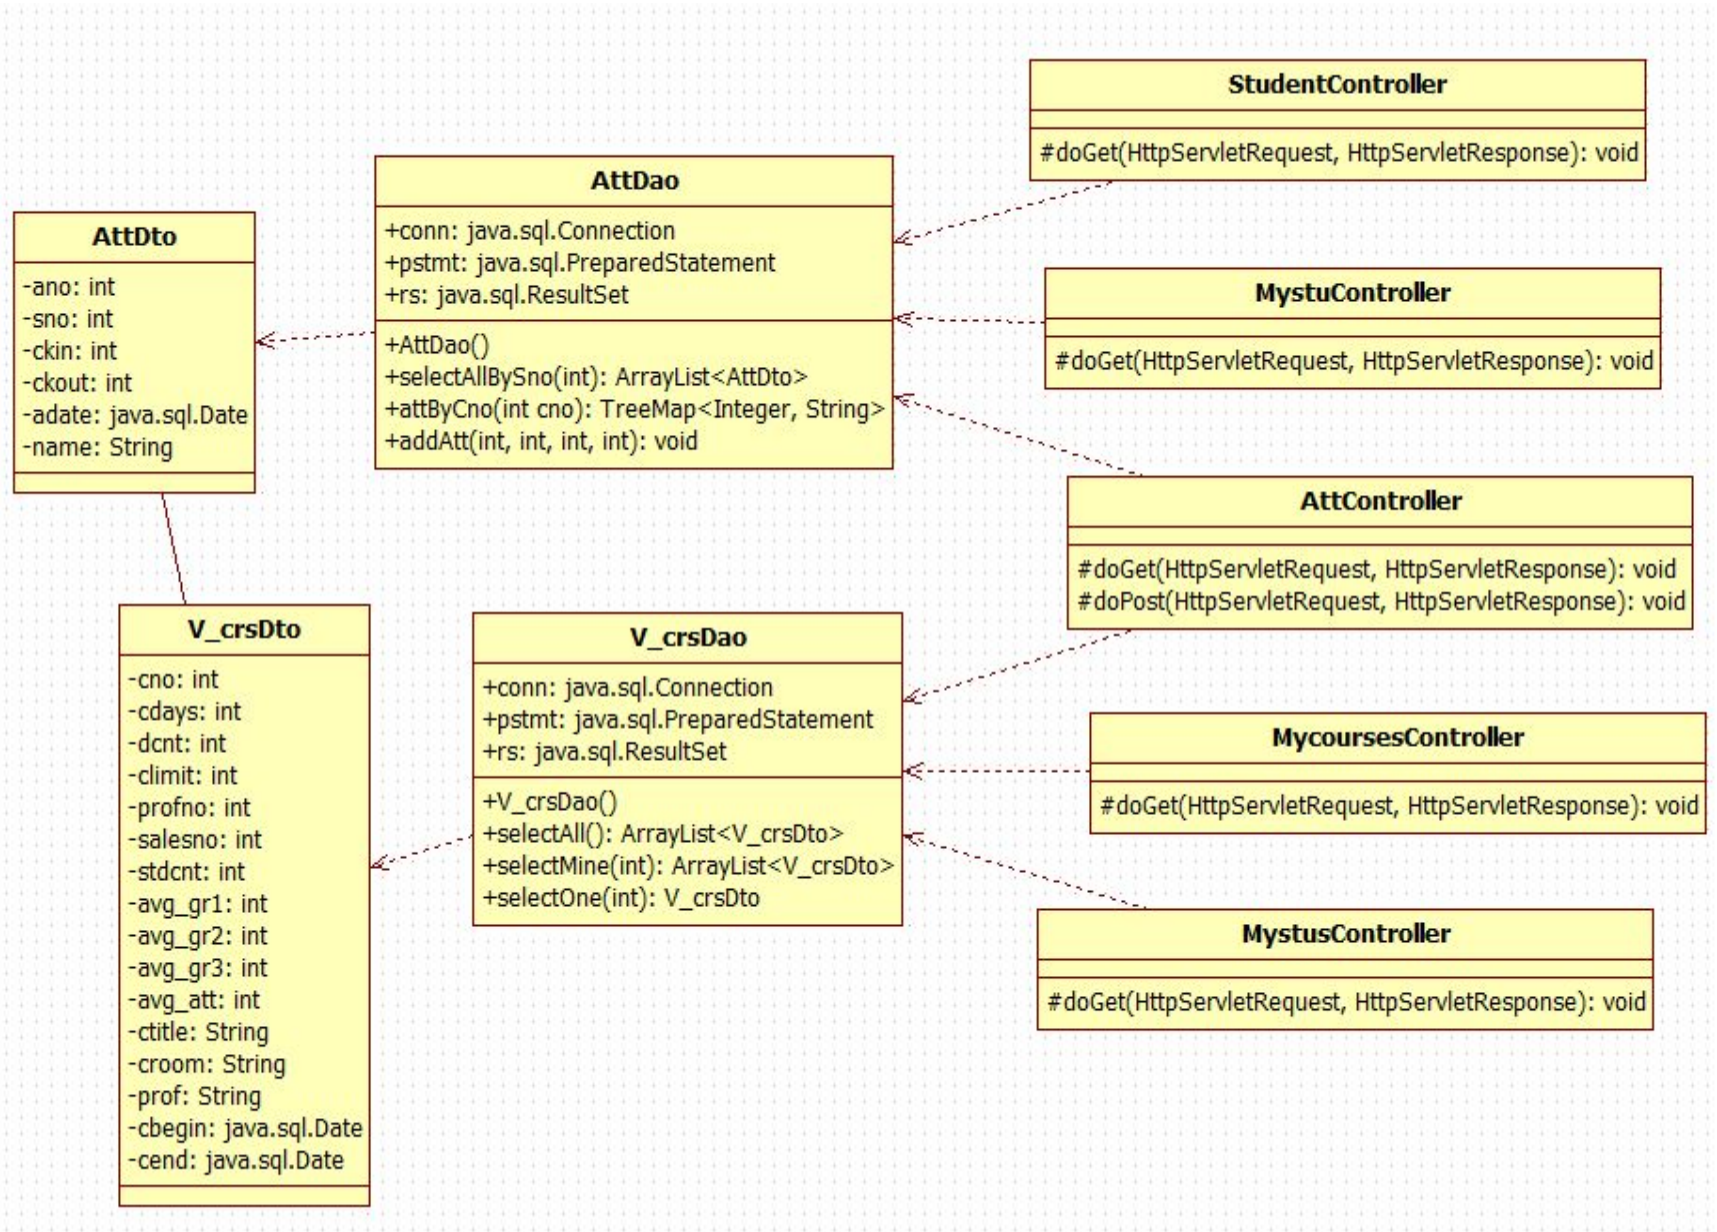 StudentController
#doGet(HttpServletRequest, HttpServletResponse): void
AttDao
+conn: java.sql.Connection
+pstmt: java.sql.PreparedStatement
+rs: java.sql.ResultSet
+AttDao()
+selectAllBySno(int): ArrayList<AttDto>
+attByCno(int cno): TreeMap<Integer, String>
+addAtt(int, int, int, int): void
AttDto
-ano: int
-sno: int
-ckin: int
-ckout: int
-adate: java.sql.Date
-name: String
MystuController
#doGet(HttpServletRequest, HttpServletResponse): void
AttController
#doGet(HttpServletRequest, HttpServletResponse): void
#doPost(HttpServletRequest, HttpServletResponse): void
V_crsDto
-cno: int
-cdays: int
-dcnt: int
-climit: int
-profno: int
-salesno: int
-stdcnt: int
-avg_gr1: int
-avg_gr2: int
-avg_gr3: int
-avg_att: int
-ctitle: String
-croom: String
-prof: String
-cbegin: java.sql.Date
-cend: java.sql.Date
V_crsDao
+conn: java.sql.Connection
+pstmt: java.sql.PreparedStatement
+rs: java.sql.ResultSet
+V_crsDao()
+selectAll(): ArrayList<V_crsDto>
+selectMine(int): ArrayList<V_crsDto>
+selectOne(int): V_crsDto
MycoursesController
#doGet(HttpServletRequest, HttpServletResponse): void
MystusController
#doGet(HttpServletRequest, HttpServletResponse): void